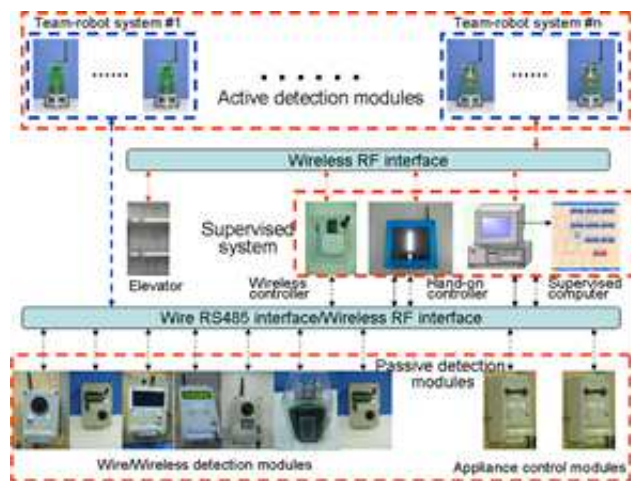 Team-robot system #1
Team-robot system #n
Active detection modules
Wireless RF interface
Supervised
system
Elevator
Wireless
controller
Hand-on
controller
Supervised
computer
Wire RS485 interface/Wireless RF interface
Passive detection
modules
Wire/Wireless detection modules
Appliance control modules